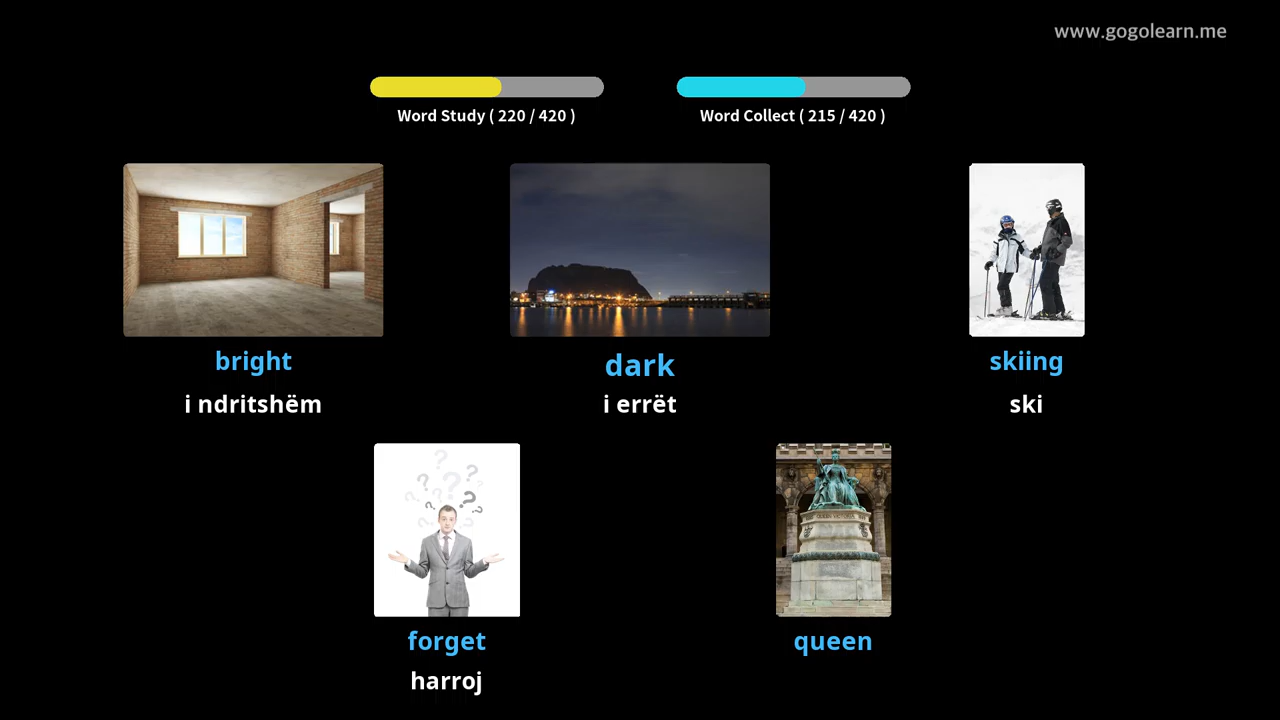 www.gogolearn.me
Word Study ( 220 / 420 )
Word Collect ( 215 / 420 )
bright
dark
skiing
i ndritshëm
i errët
ski
forget
queen
harroj